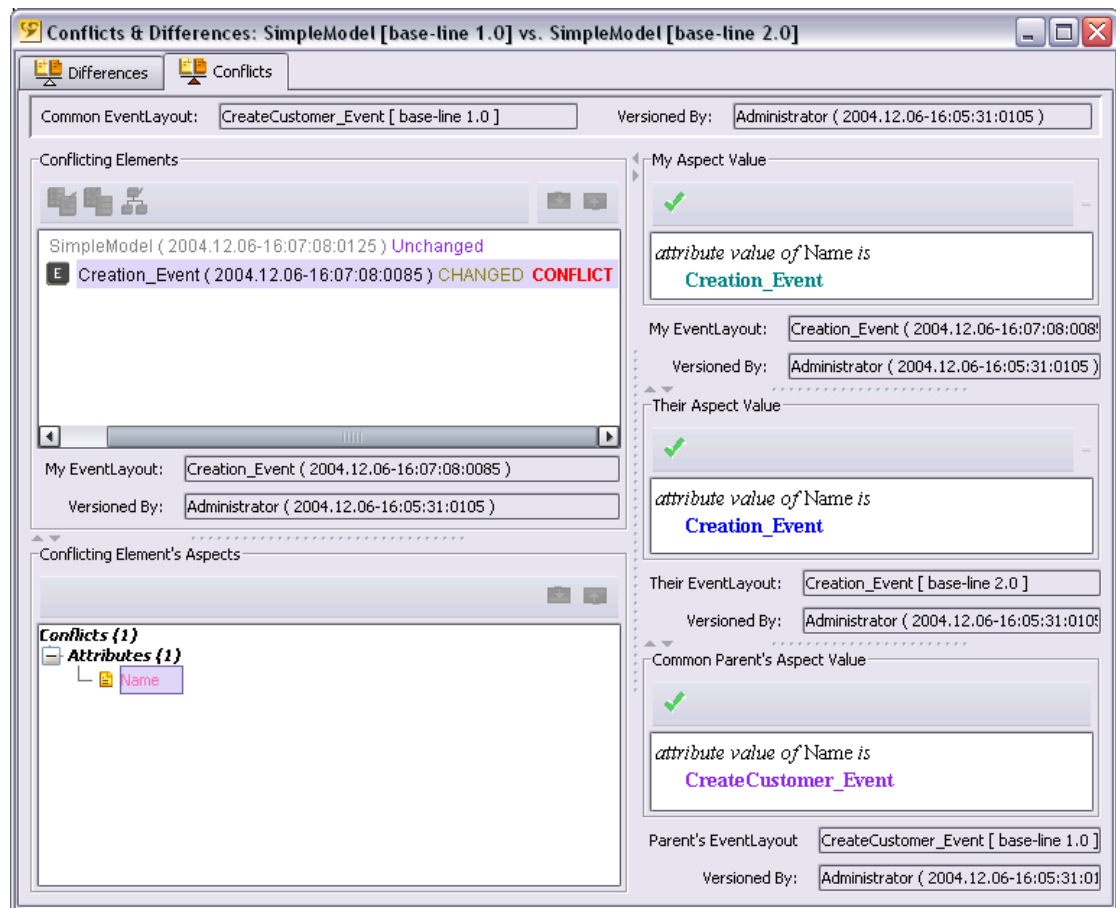 Conflicts & Differences: SimpleModel [base-line 1.0] vs. SimpleModel [base-line 2.0]
Differences
Conflicts
Common EventLayout: CreateCustomer_Event [ base-line 1.0 ] Versioned By: Administrator ( 2004.12.06-16:05:31:0105 )
Conflicting Elements
SimpleModel ( 2004.12.06-16:07:08:0125 ) Unchanged
E Creation_Event ( 2004.12.06-16:07:08:0085 ) CHANGED CONFLICT
My EventLayout: Creation_Event ( 2004.12.06-16:07:08:0085 )
Versioned By: Administrator ( 2004.12.06-16:05:31:0105 )
Conflicting Element's Aspects
Conflicts {1}
Attributes {1}
Name
My Aspect Value
attribute value of Name is
Creation_Event
My EventLayout: Creation_Event ( 2004.12.06-16:07:08:008
Versioned By: Administrator ( 2004.12.06-16:05:31:0105 )
Their Aspect Value
attribute value of Name is
Creation_Event
Their EventLayout: Creation_Event [ base-line 2.0 ]
Versioned By: Administrator ( 2004.12.06-16:05:31:010
Common Parent's Aspect Value
attribute value of Name is
CreateCustomer_Event
Parent's EventLayout CreateCustomer_Event [ base-line 1.0 ]
Versioned By: Administrator ( 2004.12.06-16:05:31:01